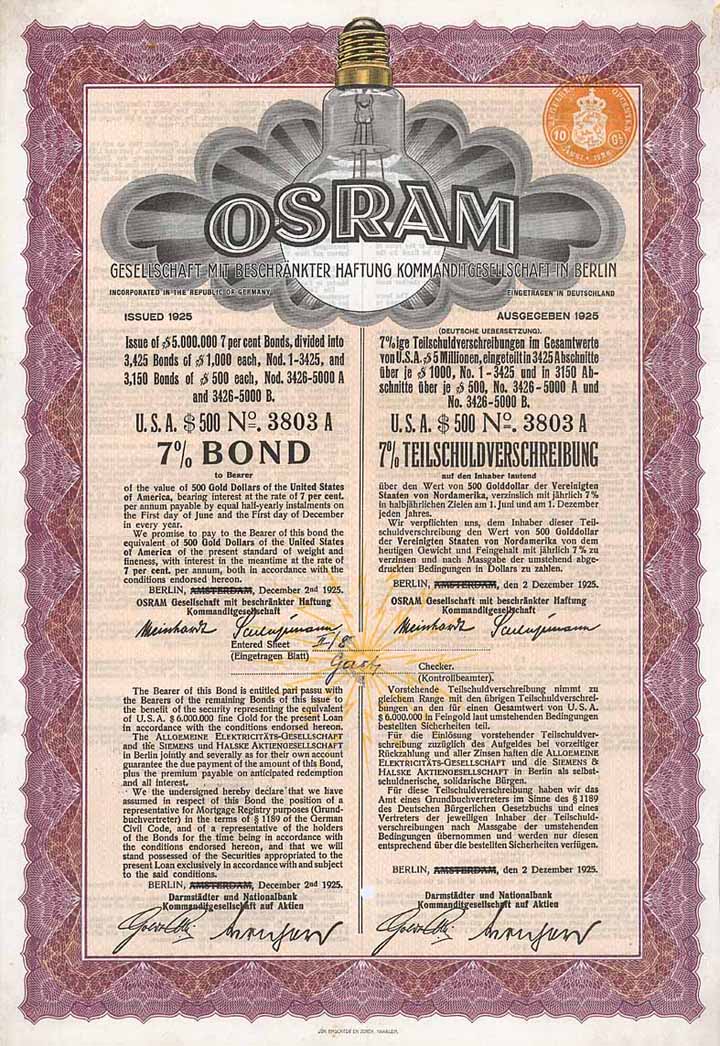 OSRAM
GESELLSCHAFT MIT BESCHRÄNKTER HAFTUNG KOMMANDITGESELLSCHAFT IN BERLIN
INCORPORATED IN THE REPUBLIC OF GERMANY
EINGETRAGEN IN DEUTSCHLAND
ISSUED 1925
Issue of $ 5.000.000 7 per cent Bonds, divided into
3,425 Bonds of $ 1,000 each, Nod. 1-3425, and
3,150 Bonds of $ 500 each, Nod. 3426-5000 A
and 3426-5000 B.
U.S.A. $ 500 No. 3803 A
7% BOND
to Bearer
of the value of 500 Gold Dollars of the United States
of America, bearing interest at the rate of 7 per cent.
per annum payable by equal half-yearly instalments on
the First day of June and the First day of December
in every year.
We promise to pay to the Bearer of this bond the
equivalent of 500 Gold Dollars of the United States
of America of the present standard of weight and
fineness, with interest in the meantime at the rate of
7 per cent. per annum, both in accordance with the
conditions endorsed hereon.
BERLIN, AMSTERDAM, December 2nd 1925.
OSRAM Gesellschaft mit beschränkter Haftung
Kommanditgesellschaft
Meinhardt
AUSGEGEBEN 1925
(DEUTSCHE UEBERSETZUNG).
7%ige Teilschuldverschreibungen im Gesamtwerte
von U.S.A. $ 5 Millionen, eingeteilt in 3425 Abschnitte
über je $ 1000, No. 1-3425 und in 3150 Ab-
schnitte über je $ 500, No. 3426-5000 A und
No. 3426-5000 B.
U.S.A. $ 500 No. 3803 A
7% TEILSCHULDVERSCHREIBUNG
auf den Inhaber lautend
über den Wert von 500 Golddollar der Vereinigten
Staaten von Nordamerika, verzinslich mit jährlich 7 %
in halbjährlichen Zielen am 1. Juni und am 1. Dezember
jeden Jahres.
Wir verpflichten uns, dem Inhaber dieser Teil-
schuldverschreibung den Wert von 500 Golddollar
der Vereinigten Staaten von Nordamerika von dem
heutigen Gewicht und Feingehalt mit jährlich 7 % zu
verzinsen und nach Massgabe der umstehend abge-
druckten Bedingungen in Dollars zu zahlen.
BERLIN, AMSTERDAM, den 2 Dezember 1925.
OSRAM Gesellschaft mit beschränkter Haftung
Kommanditgesellschaft
Meinhardt
Entered Sheet II/8
(Eingetragen Blatt)
Checker.
(Kontrollbeamter).
The Bearer of this Bond is entitled pari passu with
the Bearers of the remaining Bonds of this issue to
the benefit of the security representing the equivalent
of U.S.A. $ 6.000.000 fine Gold for the present Loan
in accordance with the conditions endorsed hereon.
The ALLGEMEINE ELEKTRICITÄTS-GESELLSCHAFT
and the SIEMENS und HALSKE AKTIENGESELLSCHAFT
in Berlin jointly and severally as for their own account
guarantee the due payment of the amount of this Bond,
plus the premium payable on anticipated redemption
and all interest.
We the undersigned hereby declare that we have
assumed in respect of this Bond the position of a
representative for Mortgage Registry purposes (Grund-
buchvertreter) in the terms of § 1189 of the German
Civil Code, and of a representative of the holders
of the Bonds for the time being in accordance with
the conditions endorsed hereon, and that we will
stand possessed of the Securities appropriated to the
present Loan exclusively in accordance with and subject
to the said conditions.
BERLIN, AMSTERDAM, December 2nd 1925.
Darmstädter und Nationalbank
Kommanditgesellschaft auf Aktien
Vorstehende Teilschuldverschreibung nimmt zu
gleichem Range mit den übrigen Teilschuldverschrei-
bungen an den für einen Gesamtwert von U.S.A.
$ 6.000.000 in Feingold laut umstehenden Bedingungen
bestellten Sicherheiten teil.
Für die Einlösung vorstehender Teilschuldver-
schreibung zuzüglich des Aufgeldes bei vorzeitiger
Rückzahlung und aller Zinsen haften die ALLGEMEINE
ELEKTRICITÄTS-GESELLSCHAFT und die SIEMENS &
HALSKE AKTIENGESELLSCHAFT in Berlin als selbst-
schuldnerische, solidarische Bürgen.
Für diese Teilschuldverschreibung haben wir das
Amt eines Grundbuchvertreters im Sinne des § 1189
des Deutschen Bürgerlichen Gesetzbuchs und eines
Vertreters der jeweiligen Inhaber der Teilschuld-
verschreibungen nach Massgabe der umstehenden
Bedingungen übernommen und werden nur diesen
entsprechend über die bestellten Sicherheiten verfügen.
BERLIN, AMSTERDAM, den 2 Dezember 1925.
Darmstädter und Nationalbank
Kommanditgesellschaft auf Aktien
JOH. ENSCHEDÉ EN ZONEN. HAARLEM.